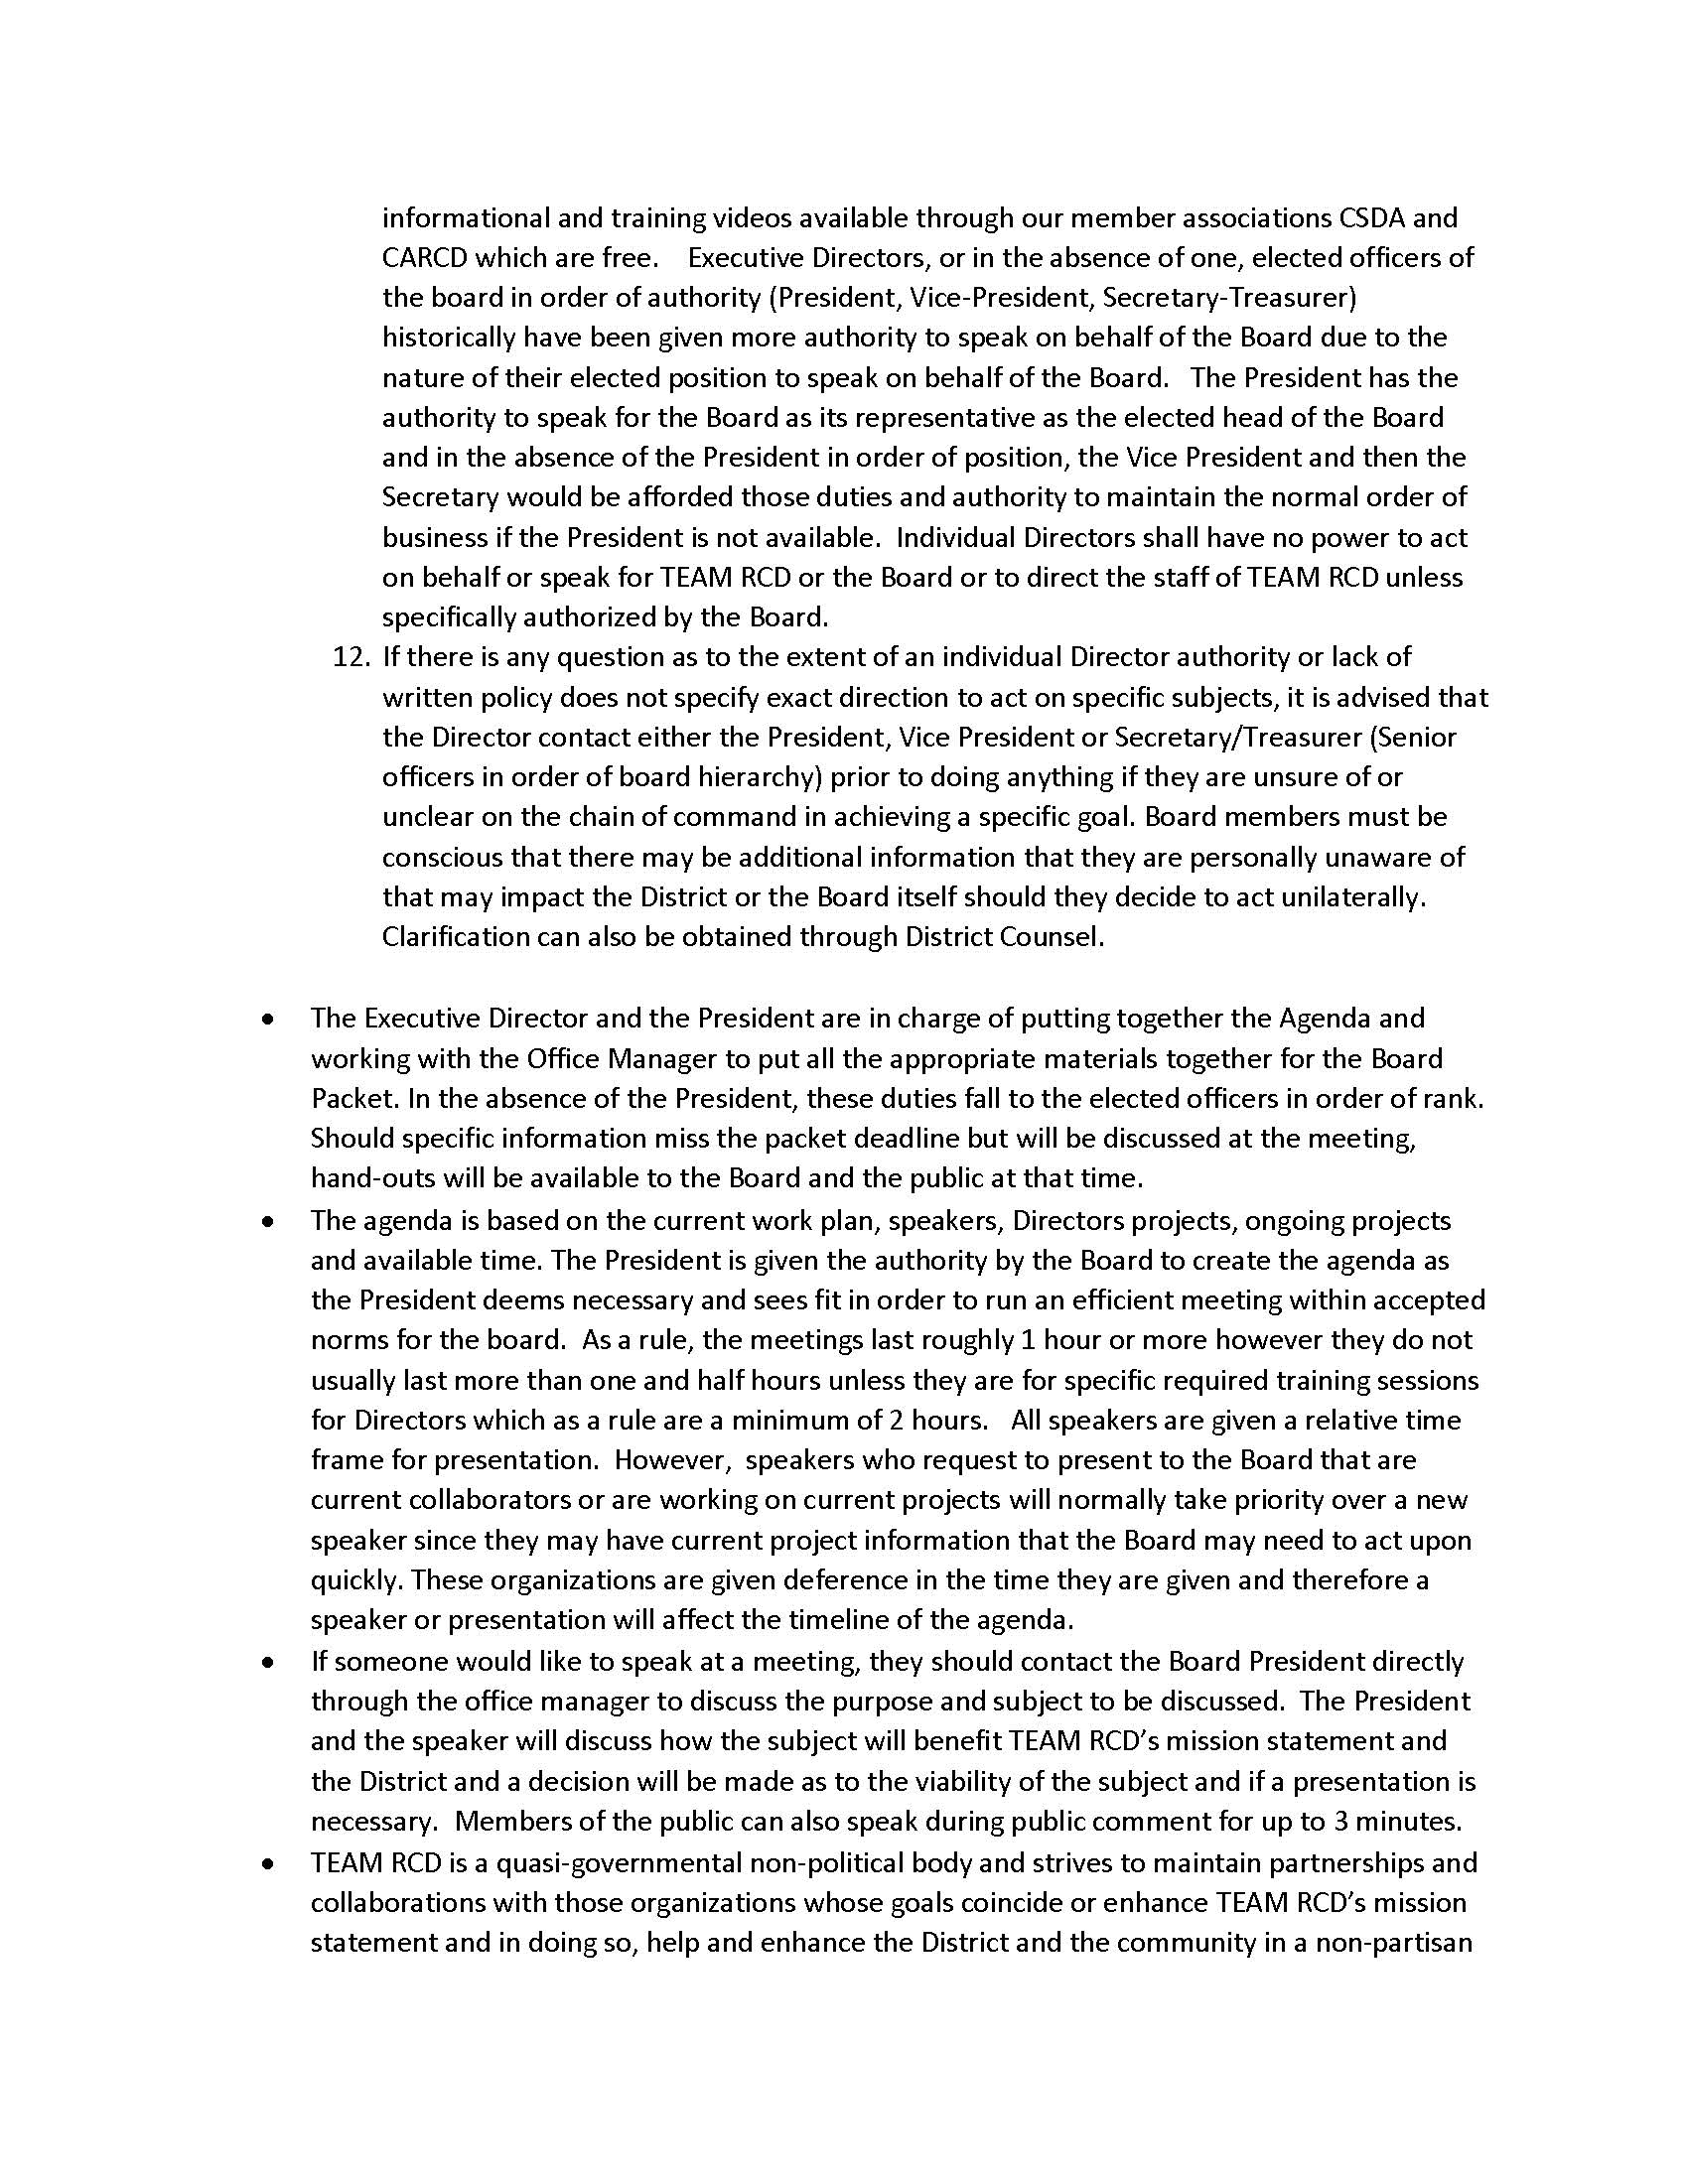 informational and training videos available through our member associations CSDA and
CARCD which are free.    Executive Directors, or in the absence of one, elected officers of
the board in order of authority (President, Vice-President, Secretary-Treasurer)
historically have been given more authority to speak on behalf of the Board due to the
nature of their elected position to speak on behalf of the Board.   The President has the
authority to speak for the Board as its representative as the elected head of the Board
and in the absence of the President in order of position, the Vice President and then the
Secretary would be afforded those duties and authority to maintain the normal order of
business if the President is not available.  Individual Directors shall have no power to act
on behalf or speak for TEAM RCD or the Board or to direct the staff of TEAM RCD unless
specifically authorized by the Board.
12. If there is any question as to the extent of an individual Director authority or lack of
written policy does not specify exact direction to act on specific subjects, it is advised that
the Director contact either the President, Vice President or Secretary/Treasurer (Senior
officers in order of board hierarchy) prior to doing anything if they are unsure of or
unclear on the chain of command in achieving a specific goal. Board members must be
conscious that there may be additional information that they are personally unaware of
that may impact the District or the Board itself should they decide to act unilaterally.
Clarification can also be obtained through District Counsel.
• The Executive Director and the President are in charge of putting together the Agenda and
working with the Office Manager to put all the appropriate materials together for the Board
Packet. In the absence of the President, these duties fall to the elected officers in order of rank.
Should specific information miss the packet deadline but will be discussed at the meeting,
hand-outs will be available to the Board and the public at that time.
• The agenda is based on the current work plan, speakers, Directors projects, ongoing projects
and available time. The President is given the authority by the Board to create the agenda as
the President deems necessary and sees fit in order to run an efficient meeting within accepted
norms for the board.  As a rule, the meetings last roughly 1 hour or more however they do not
usually last more than one and half hours unless they are for specific required training sessions
for Directors which as a rule are a minimum of 2 hours.   All speakers are given a relative time
frame for presentation.  However,  speakers who request to present to the Board that are
current collaborators or are working on current projects will normally take priority over a new
speaker since they may have current project information that the Board may need to act upon
quickly. These organizations are given deference in the time they are given and therefore a
speaker or presentation will affect the timeline of the agenda.
• If someone would like to speak at a meeting, they should contact the Board President directly
through the office manager to discuss the purpose and subject to be discussed.  The President
and the speaker will discuss how the subject will benefit TEAM RCD’s mission statement and
the District and a decision will be made as to the viability of the subject and if a presentation is
necessary.  Members of the public can also speak during public comment for up to 3 minutes.
• TEAM RCD is a quasi-governmental non-political body and strives to maintain partnerships and
collaborations with those organizations whose goals coincide or enhance TEAM RCD’s mission
statement and in doing so, help and enhance the District and the community in a non-partisan